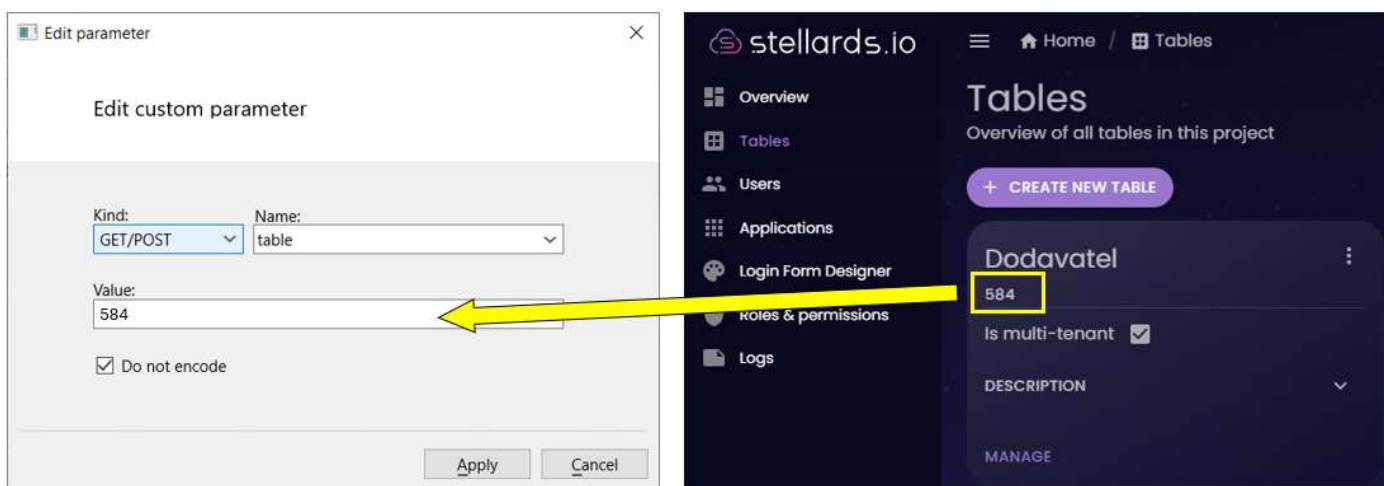 Edit parameter
Edit custom parameter
Kind:
Name:
GET/POST
table
Value:
584
Do not encode
Apply
Cancel
stellards.io
Home / Tables
Overview
Tables
Users
Applications
Login Form Designer
Roles & permissions
Logs
Tables
Overview of all tables in this project
+ CREATE NEW TABLE
Dodavatel
584
Is multi-tenant
DESCRIPTION
MANAGE